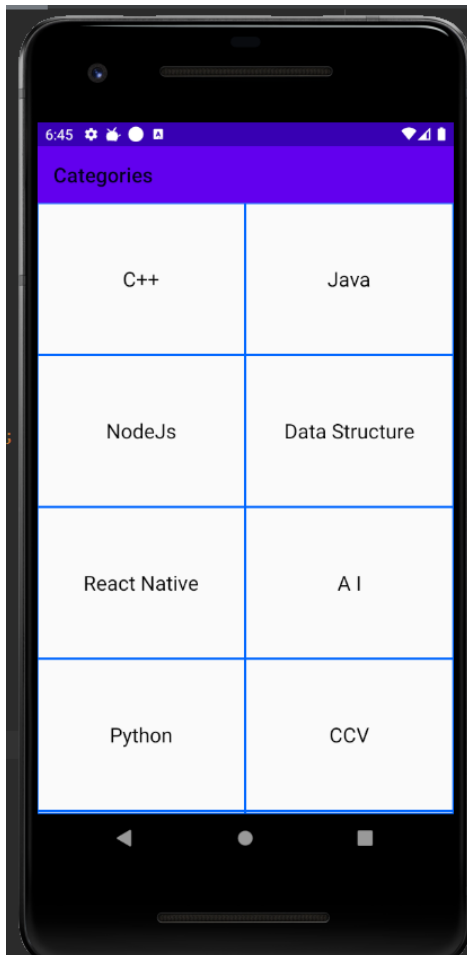 6:45
Categories
C++ Java
NodeJs Data Structure
React Native A I
Python CCV